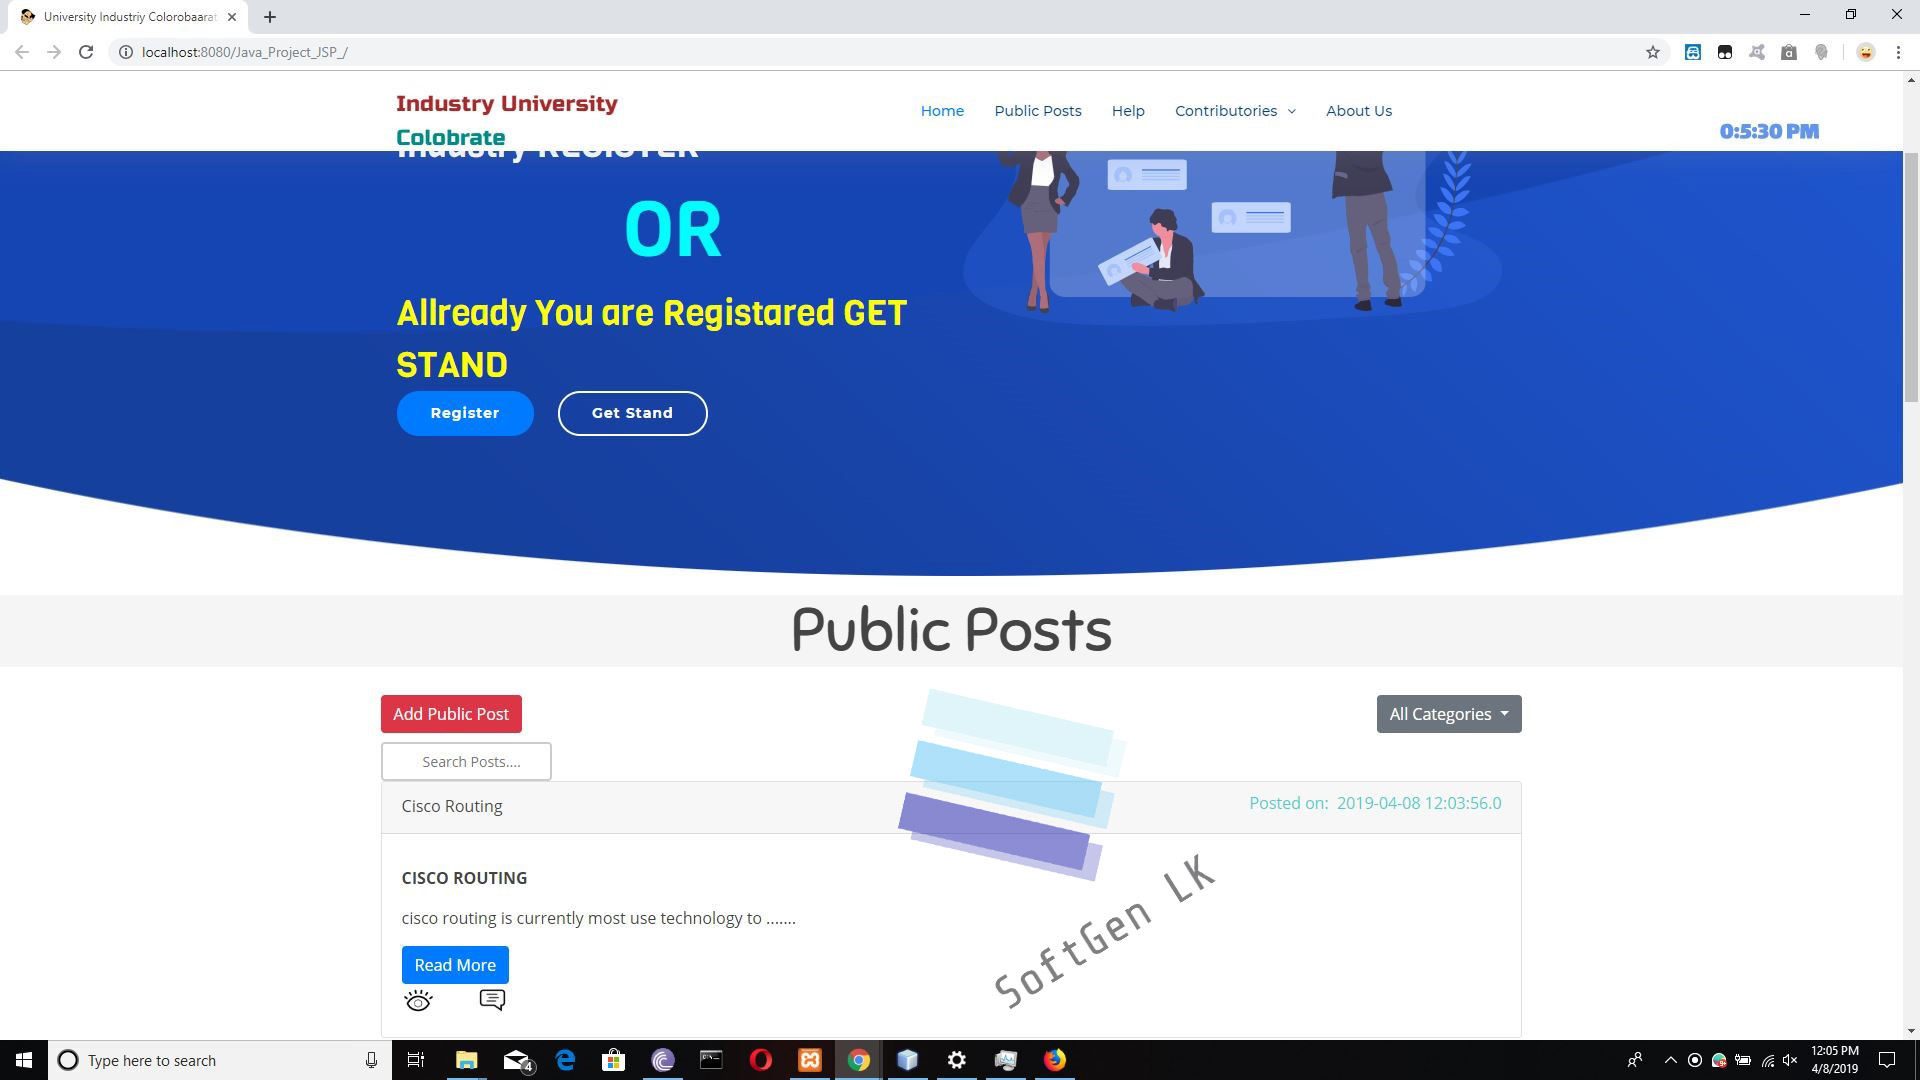 University Industriy Colorobaarat
localhost:8080/Java_Project_JSP_/
Industry University
Colobrate
Home
Public Posts
Help
Contributories
About Us
0:5:30 PM
Industry REGISTER
OR
Allready You are Registared GET
STAND
Register
Get Stand
Public Posts
Add Public Post
All Categories
Search Posts....
Cisco Routing
Posted on: 2019-04-08 12:03:56.0
CISCO ROUTING
cisco routing is currently most use technology to .......
Read More
SoftGen LK
Type here to search
4
12:05 PM
4/8/2019